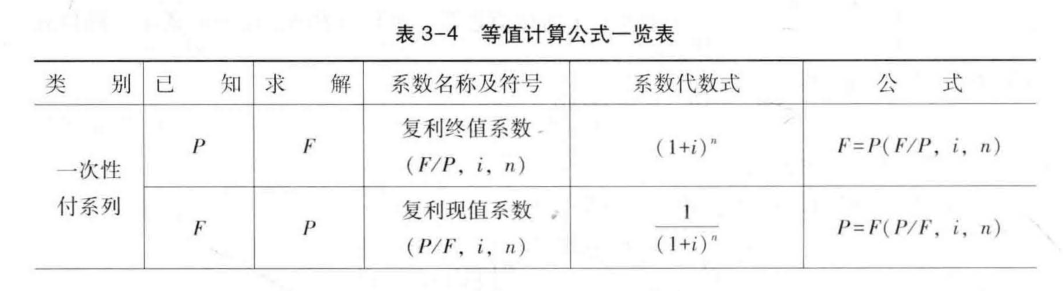 表 3-4 等值计算公式一览表
类 别 已 知 求 解 系数名称及符号 系数代数式 公 式
一次性
付系列
P F 复利终值系数
(F/P, i, n) (1+i)ⁿ F=P(F/P, i, n)
F P 复利现值系数
(P/F, i, n) 1/(1+i)ⁿ P=F(P/F, i, n)